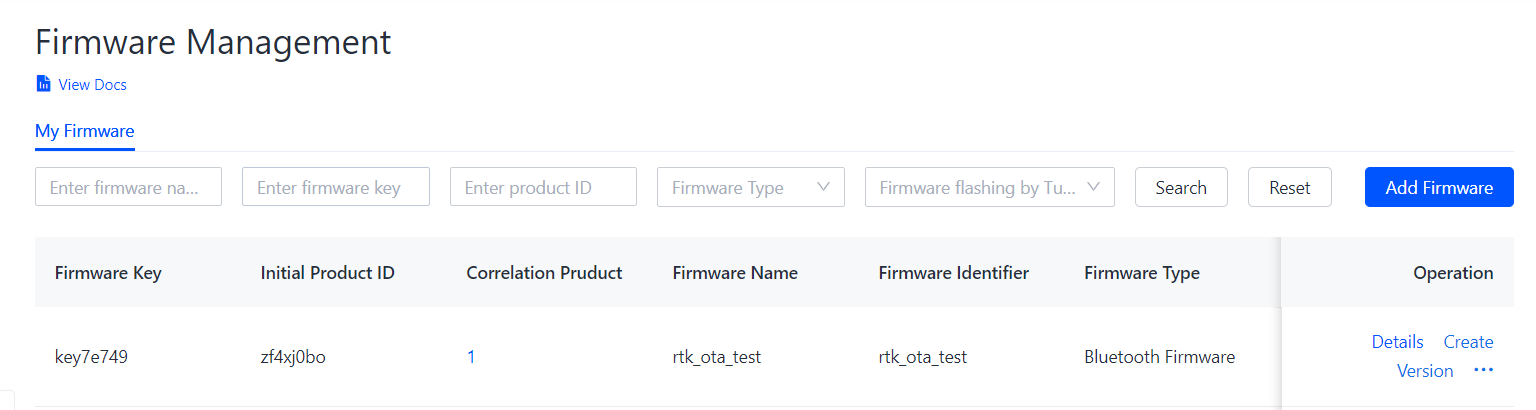 Firmware Management
View Docs
My Firmware
Enter firmware na... Enter firmware key Enter product ID Firmware Type Firmware flashing by Tu... Search Reset Add Firmware
Firmware Key Initial Product ID Correlation Pruduct Firmware Name Firmware Identifier Firmware Type Operation
key7e749 zf4xj0bo 1 rtk_ota_test rtk_ota_test Bluetooth Firmware Details Create
Version ···